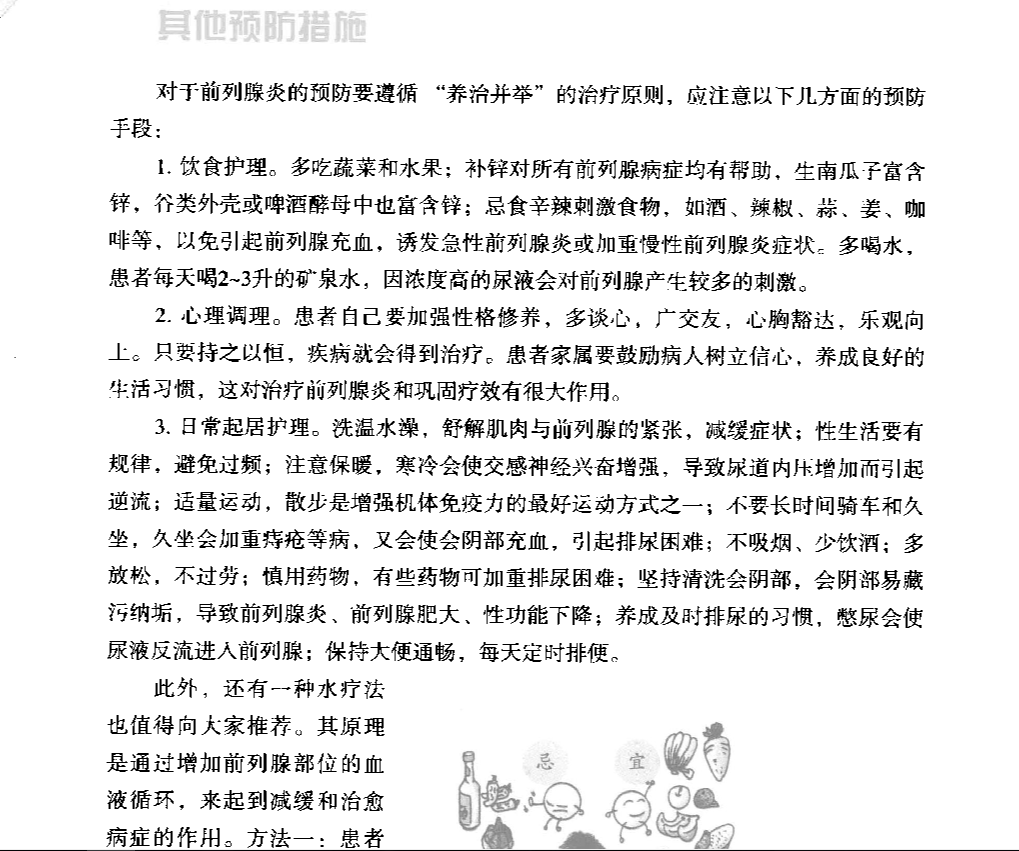 其他预防措施
对于前列腺炎的预防要遵循 “养治并举”的治疗原则，应注意以下几方面的预防
手段：
1. 饮食护理。多吃蔬菜和水果；补锌对所有前列腺病症均有帮助，生南瓜子富含
锌，谷类外壳或啤酒酵母中也富含锌；忌食辛辣刺激食物，如酒、辣椒、蒜、姜、咖
啡等，以免引起前列腺充血，诱发急性前列腺炎或加重慢性前列腺炎症状。多喝水，
患者每天喝2~3升的矿泉水，因浓度高的尿液会对前列腺产生较多的刺激。
2. 心理调理。患者自己要加强性格修养，多谈心，广交友，心胸豁达，乐观向
上。只要持之以恒，疾病就会得到治疗。患者家属要鼓励病人树立信心，养成良好的
生活习惯，这对治疗前列腺炎和巩固疗效有很大作用。
3. 日常起居护理。洗温水澡，舒解肌肉与前列腺的紧张，减缓症状；性生活要有
规律，避免过频；注意保暖，寒冷会使交感神经兴奋增强，导致尿道内压增加而引起
逆流；适量运动，散步是增强机体免疫力的最好运动方式之一；不要长时间骑车和久
坐，久坐会加重痔疮等病，又会使会阴部充血，引起排尿困难；不吸烟、少饮酒；多
放松，不过劳；慎用药物，有些药物可加重排尿困难；坚持清洗会阴部，会阴部易藏
污纳垢，导致前列腺炎、前列腺肥大、性功能下降；养成及时排尿的习惯，憋尿会使
尿液反流进入前列腺；保持大便通畅，每天定时排便。
此外，还有一种水疗法
也值得向大家推荐。其原理
是通过增加前列腺部位的血
液循环，来起到减缓和治愈
病症的作用。方法一：患者
忌
宜